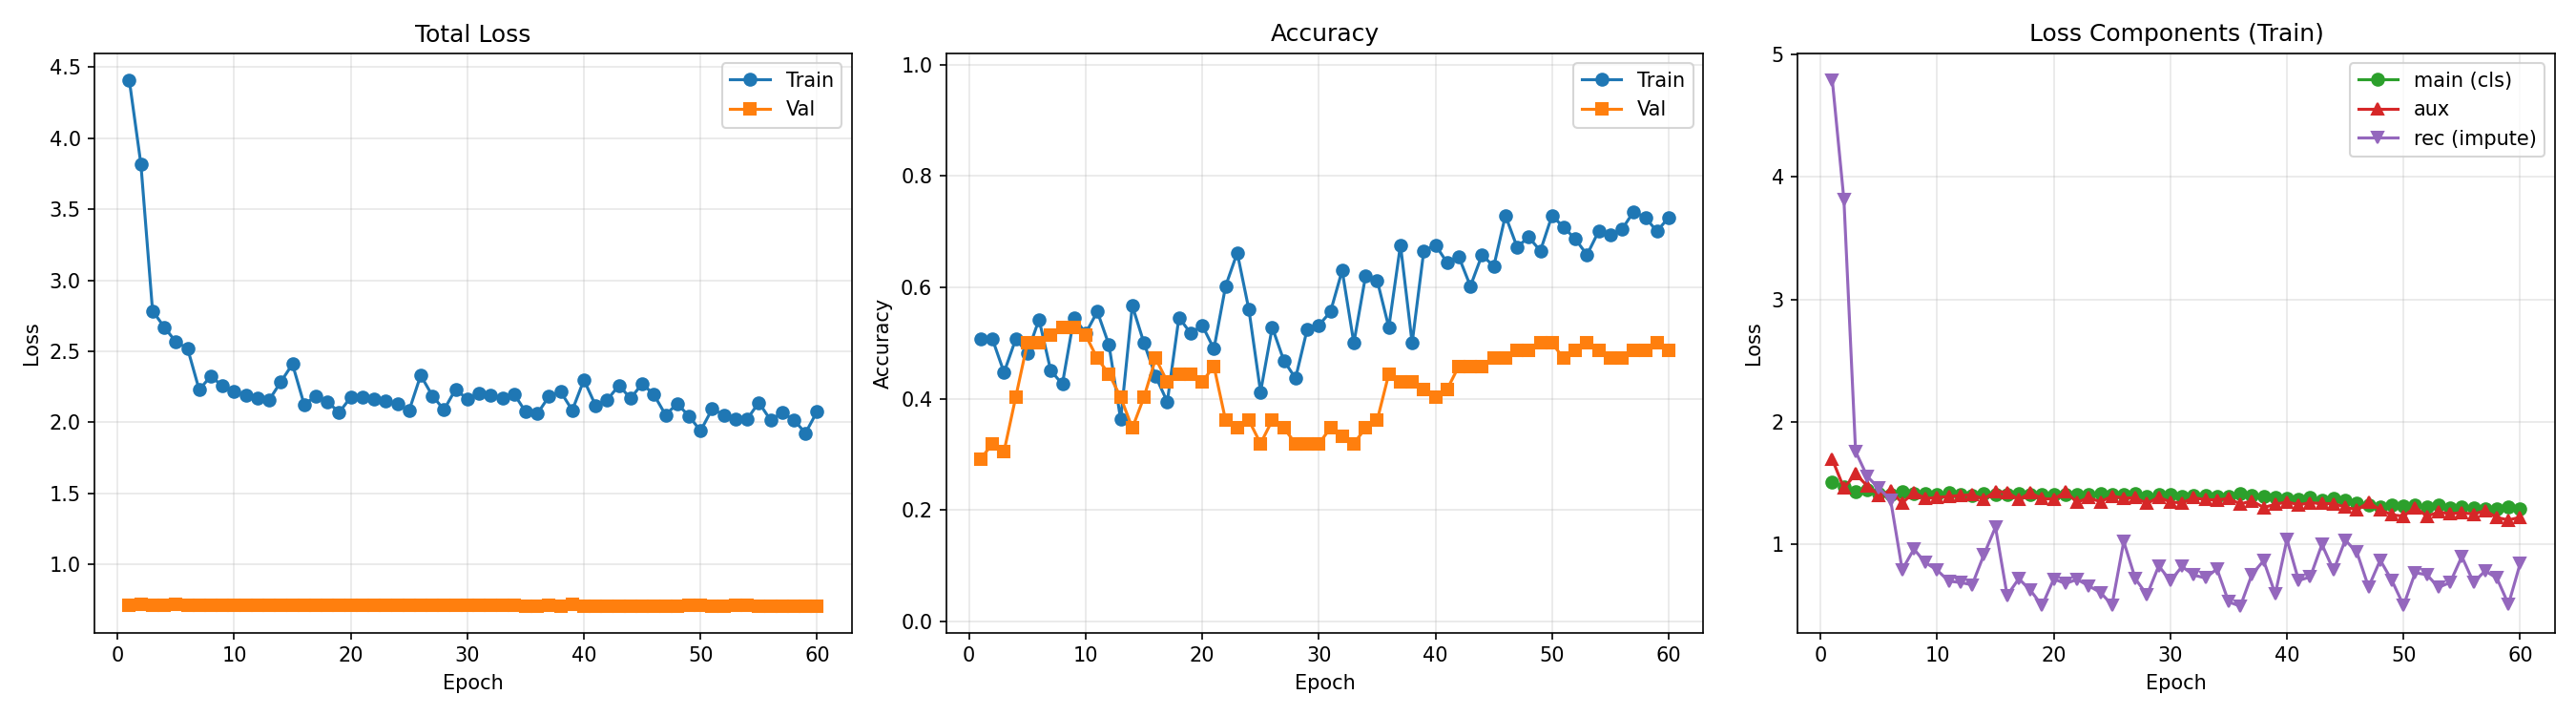 Total Loss
Loss
4.5
4.0
3.5
3.0
2.5
2.0
1.5
1.0
0
10
20
30
40
50
60
Epoch
Train
Val
Accuracy
Accuracy
1.0
0.8
0.6
0.4
0.2
0.0
0
10
20
30
40
50
60
Epoch
Train
Val
Loss Components (Train)
Loss
5
4
3
2
1
0
10
20
30
40
50
60
Epoch
main (cls)
aux
rec (impute)